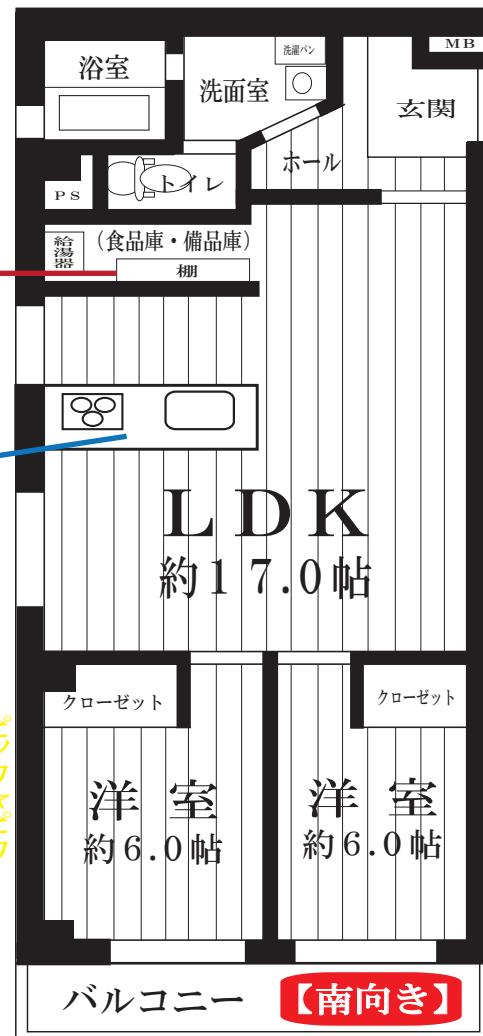 浴室
洗濯パン
洗面室
MB
玄関
ホール
トイレ
PS
給湯器
（食品庫・備品庫）
棚
LDK
約17.0帖
クローゼット
クローゼット
洋室
約6.0帖
洋室
約6.0帖
バルコニー
【南向き】